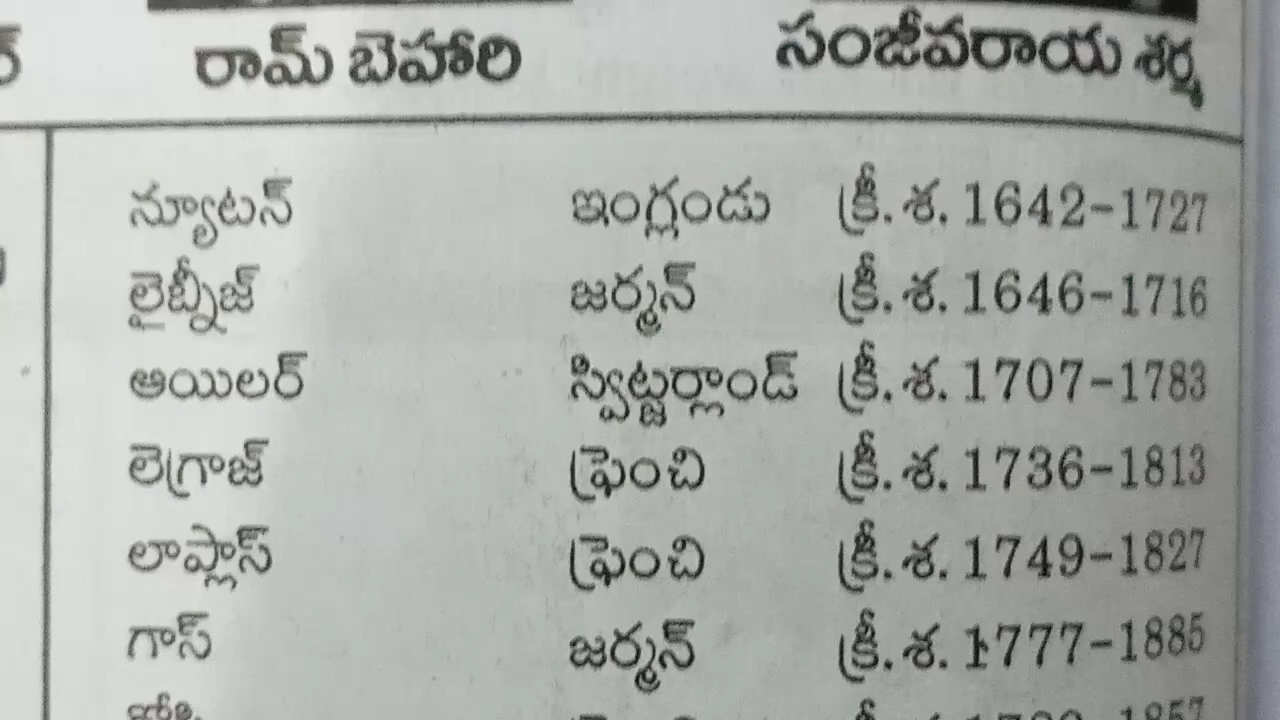 రామ్ బెహారి సంజీవరాయ శర్మ
న్యూటన్ ఇంగ్లండు క్రీ. శ. 1642-1727
లైబ్నీజ్ జర్మన్ క్రీ. శ. 1646-1716
ఆయిలర్ స్విట్జర్లాండ్ క్రీ. శ. 1707-1783
లెగ్రాజ్ ఫ్రెంచి క్రీ. శ. 1736-1813
లాప్లాస్ ఫ్రెంచి క్రీ. శ. 1749-1827
గాస్ జర్మన్ క్రీ. శ. 1777-1885